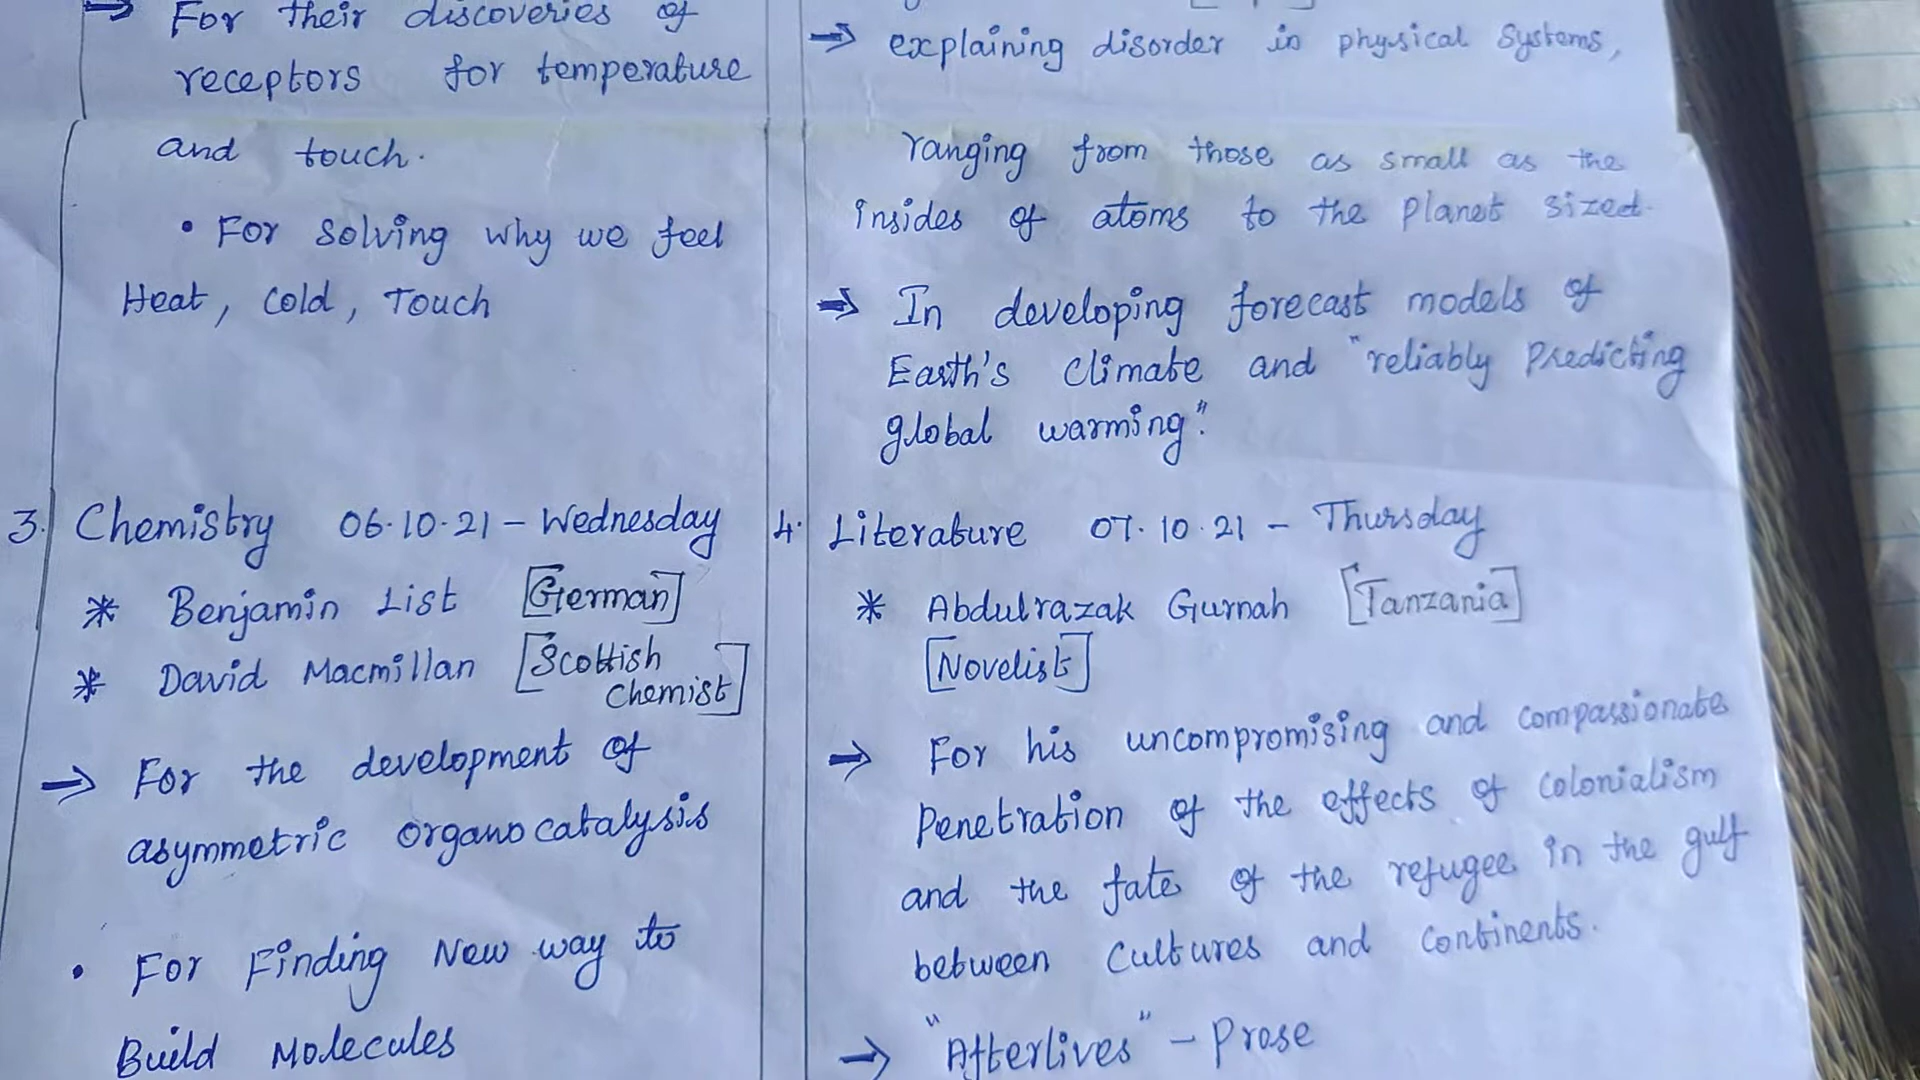 For their discoveries of
receptors for temperature
and touch.
• For Solving why we feel
Heat, Cold, Touch
3. Chemistry 06.10.21 - Wednesday
* Benjamin List [German]
* David Macmillan [Scottish
Chemist]
⇒ For the development of
asymmetric organocatalysis
• For Finding New way to
Build Molecules
⇒ explaining disorder in physical Systems,
ranging from those as small as the
insides of atoms to the Planet sized.
⇒ In developing forecast models of
Earth's Climate and "reliably Predicting
global warming".
4. Literature 07.10.21 - Thursday
* Abdulrazak Gurnah [Tanzania]
[Novelist]
⇒ For his uncompromising and compassionate
Penetration of the effects of Colonialism
and the fate of the refugee in the gulf
between Cultures and Continents.
⇒ "Afterlives" - Prose